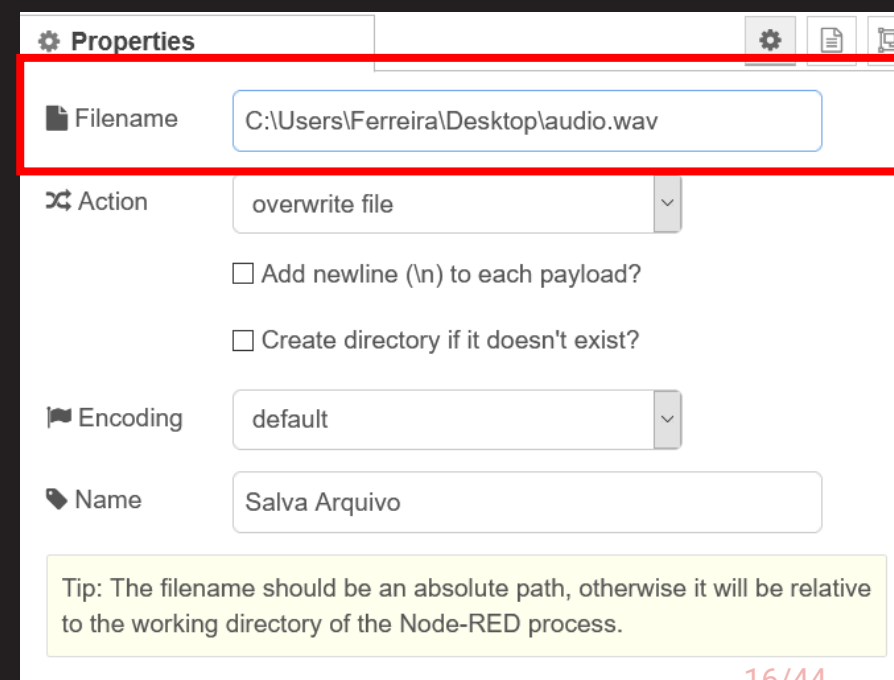 Properties
Filename
C:\Users\Ferreira\Desktop\audio.wav
Action
overwrite file
Add newline (\n) to each payload?
Create directory if it doesn't exist?
Encoding
default
Name
Salva Arquivo
Tip: The filename should be an absolute path, otherwise it will be relative
to the working directory of the Node-RED process.
16/44